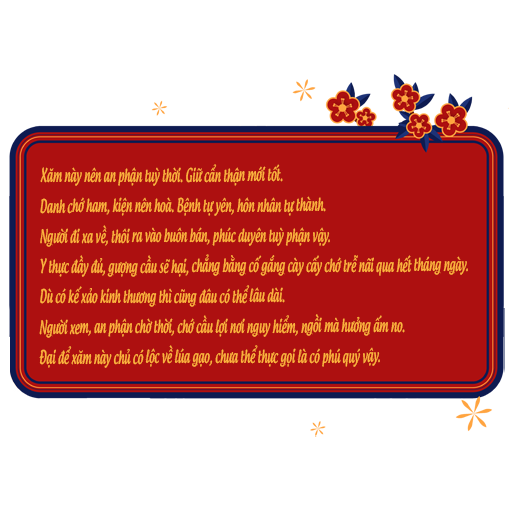 Xăm này nên an phận tuỳ thời. Giữ cẩn thận mới tốt.
Danh chớ ham, kiện nên hoà. Bệnh tự yên, hôn nhân tự thành.
Người đi xa về, thôi ra vào buôn bán, phúc duyên tuỳ phận vậy.
Y thực đầy đủ, gượng cầu sẽ hại, chẳng bằng cố gắng cày cấy chớ trễ nãi qua hết tháng ngày.
Dù có kế xảo kinh thương thì cũng đâu có thể lâu dài.
Người xem, an phận chờ thời, chớ cầu lợi nơi nguy hiểm, ngồi mà hưởng ấm no.
Đại để xăm này chủ có lộc về lúa gạo, chưa thể thực gọi là có phú quý vậy.